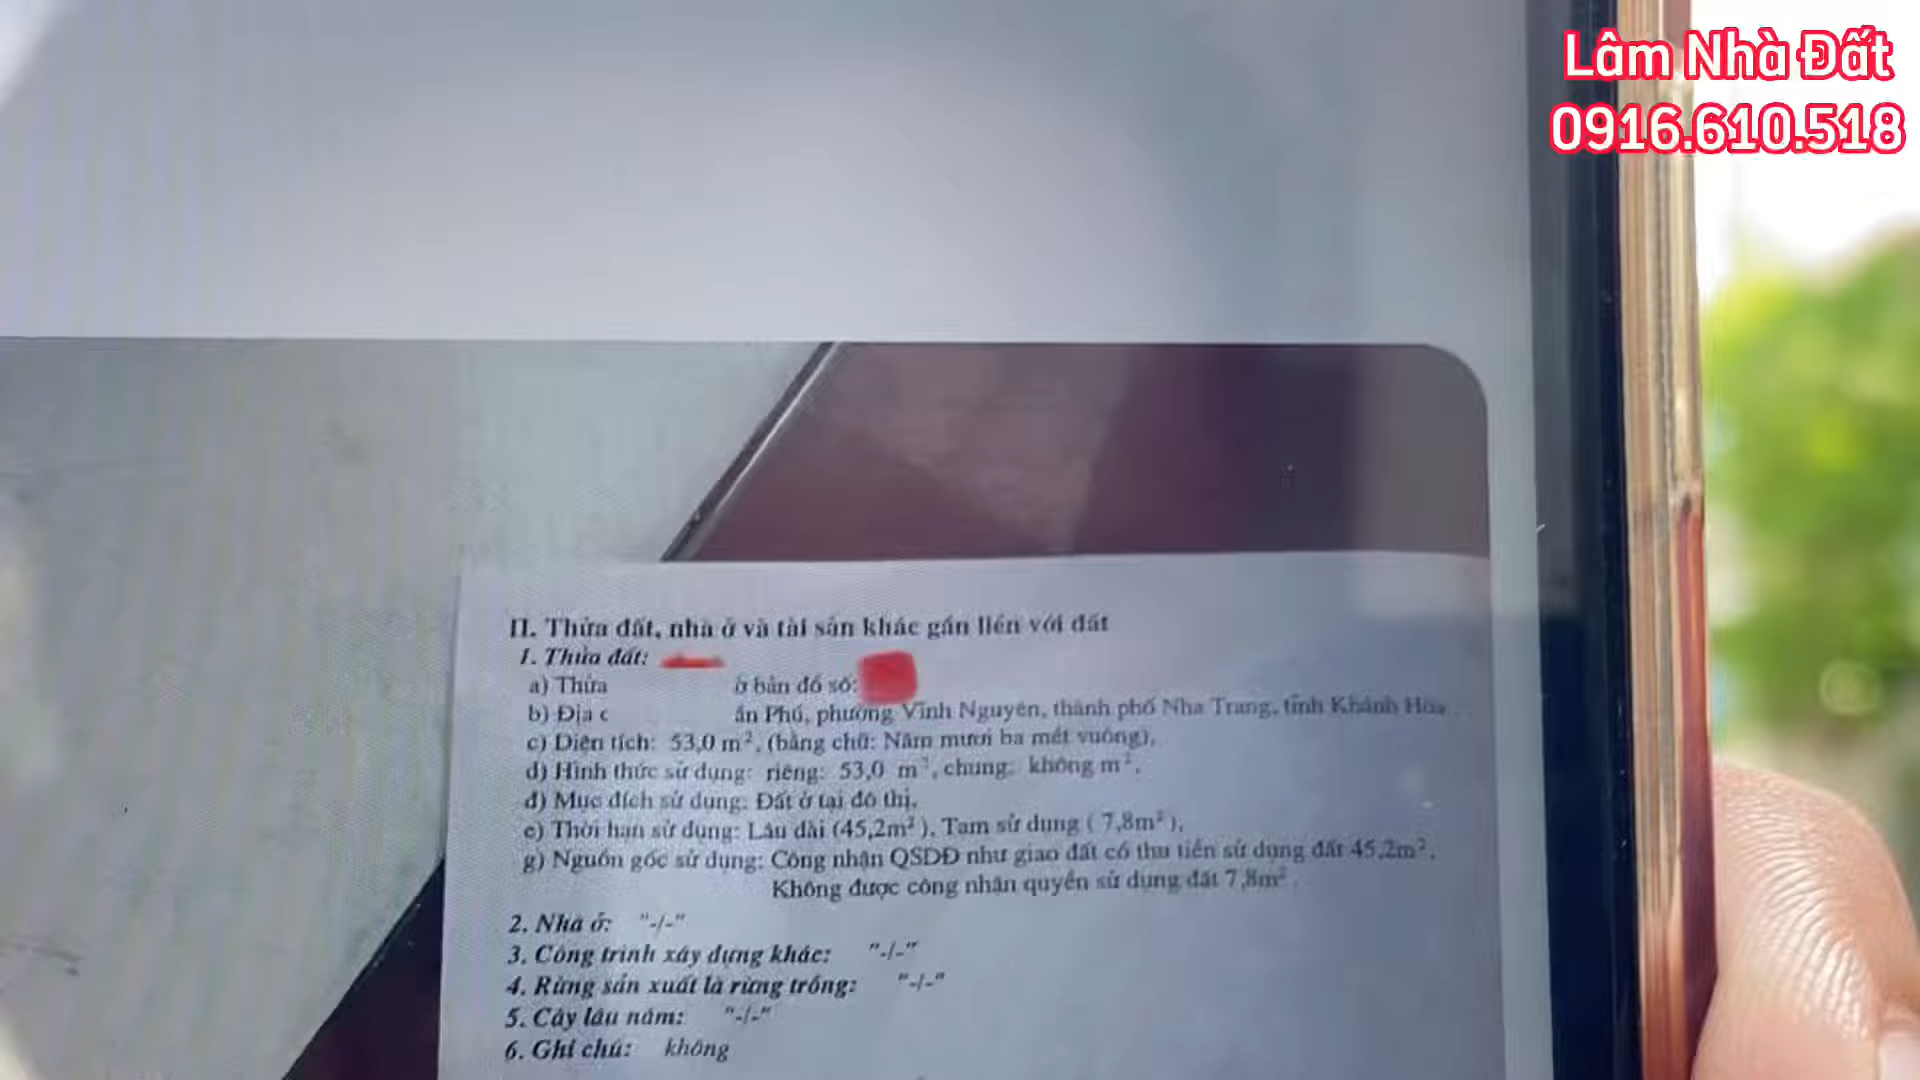 Lâm Nhà Đất
0916.610.518
II. Thửa đất, nhà ở và tài sản khác gắn liền với đất
1. Thửa đất:
a) Thửa ở bản đồ số:
b) Địa c ần Phú, phường Vĩnh Nguyên, thành phố Nha Trang, tỉnh Khánh Hòa
c) Diện tích: 53,0 m², (bằng chữ: Năm mươi ba mét vuông),
d) Hình thức sử dụng: riêng: 53,0 m², chung: không m²,
đ) Mục đích sử dụng: Đất ở tại đô thị,
e) Thời hạn sử dụng: Lâu dài (45,2m²), Tạm sử dụng ( 7,8m²),
g) Nguồn gốc sử dụng: Công nhận QSDĐ như giao đất có thu tiền sử dụng đất 45,2m²,
Không được công nhận quyền sử dụng đất 7,8m²
2. Nhà ở: "-/-"
3. Công trình xây dựng khác: "-/-"
4. Rừng sản xuất là rừng trồng: "-/-"
5. Cây lâu năm: "-/-"
6. Ghi chú: không